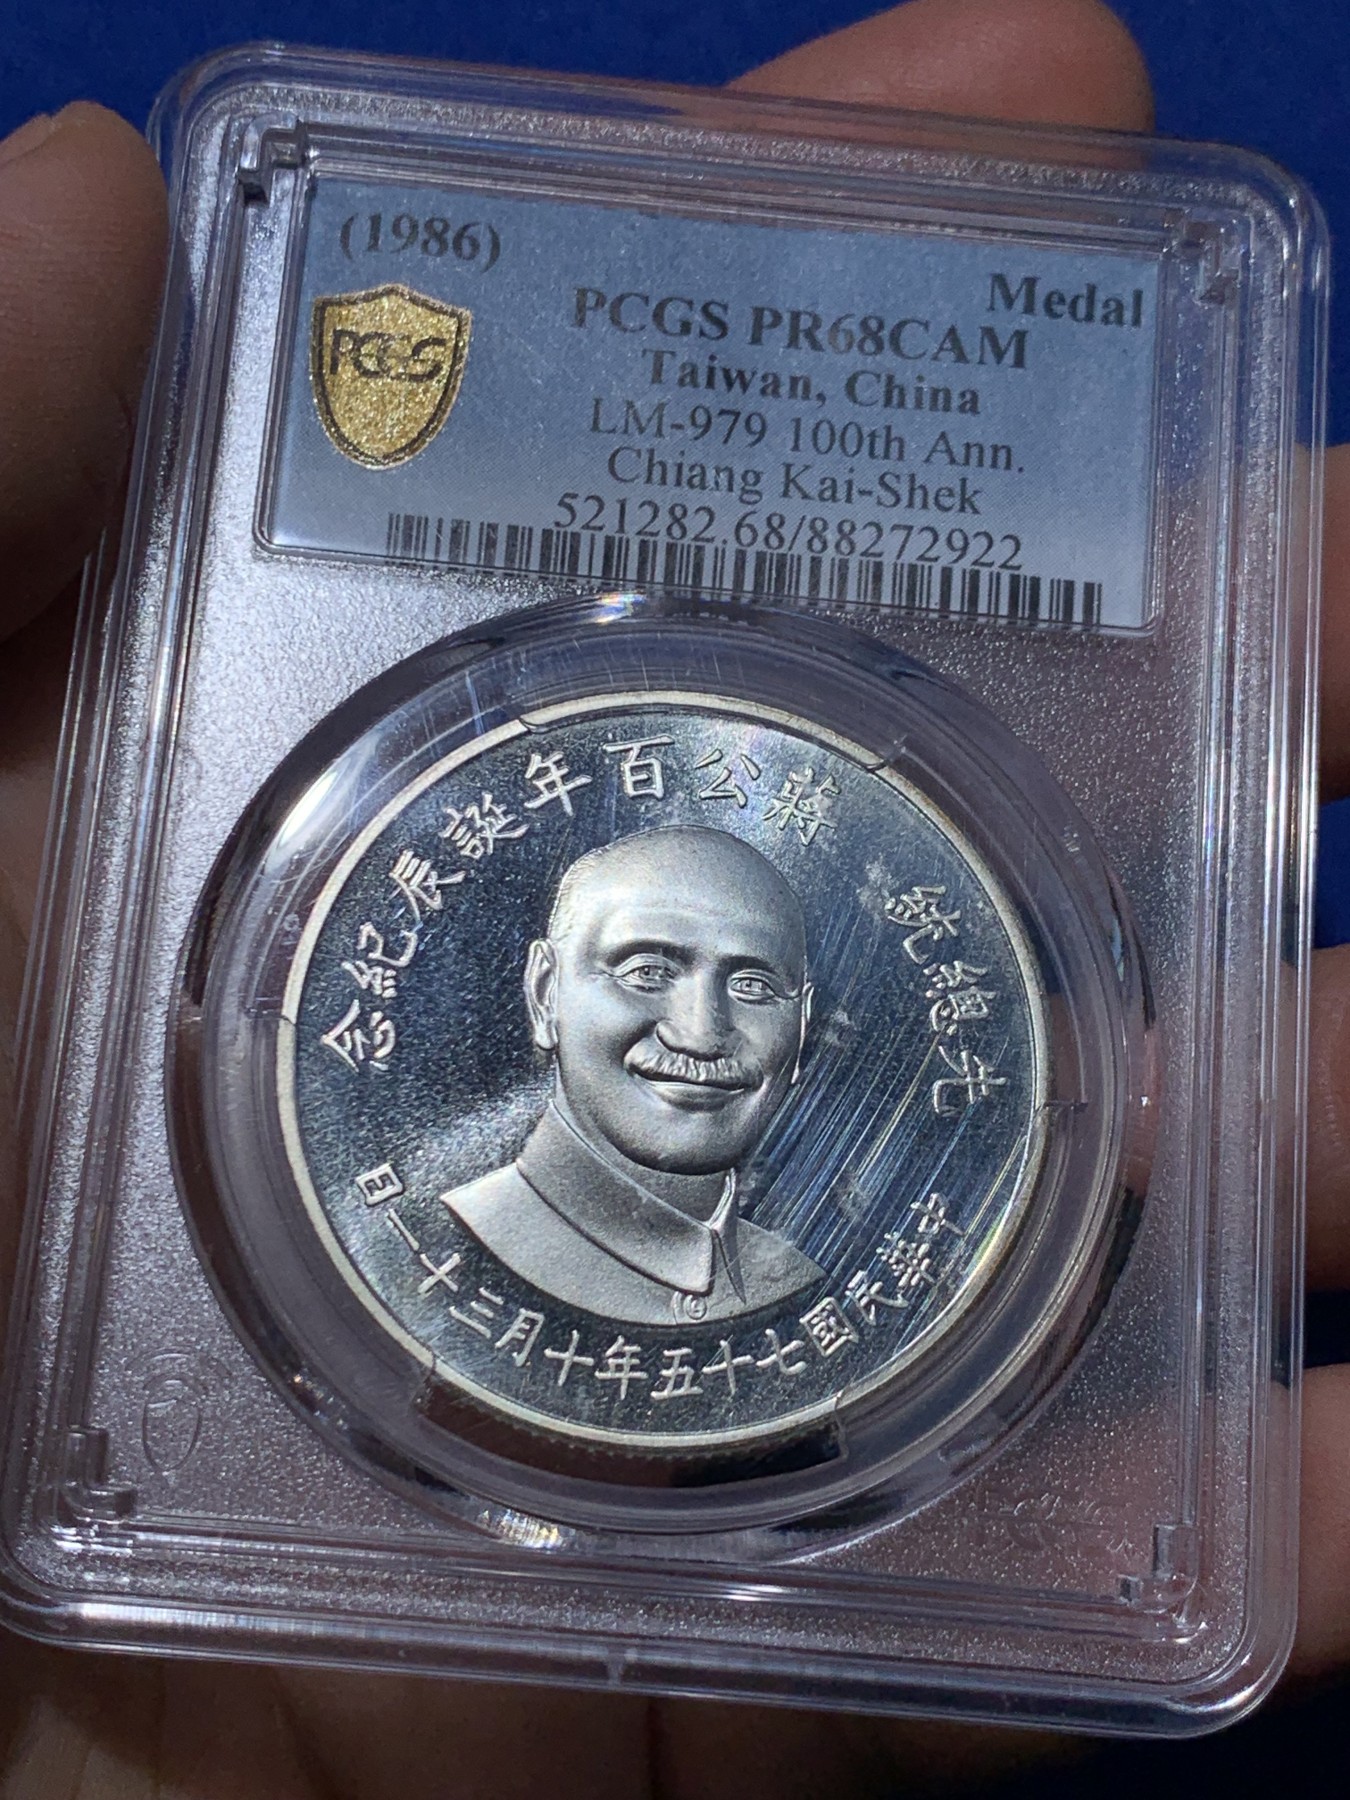 (1986)
Medal
PCGS
PCGS PR68CAM
Taiwan, China
LM-979 100th Ann.
Chiang Kai-Shek
521282.68/88272922
先總統
蔣公百年誕辰紀念
中華民國七十五年十月三十一日